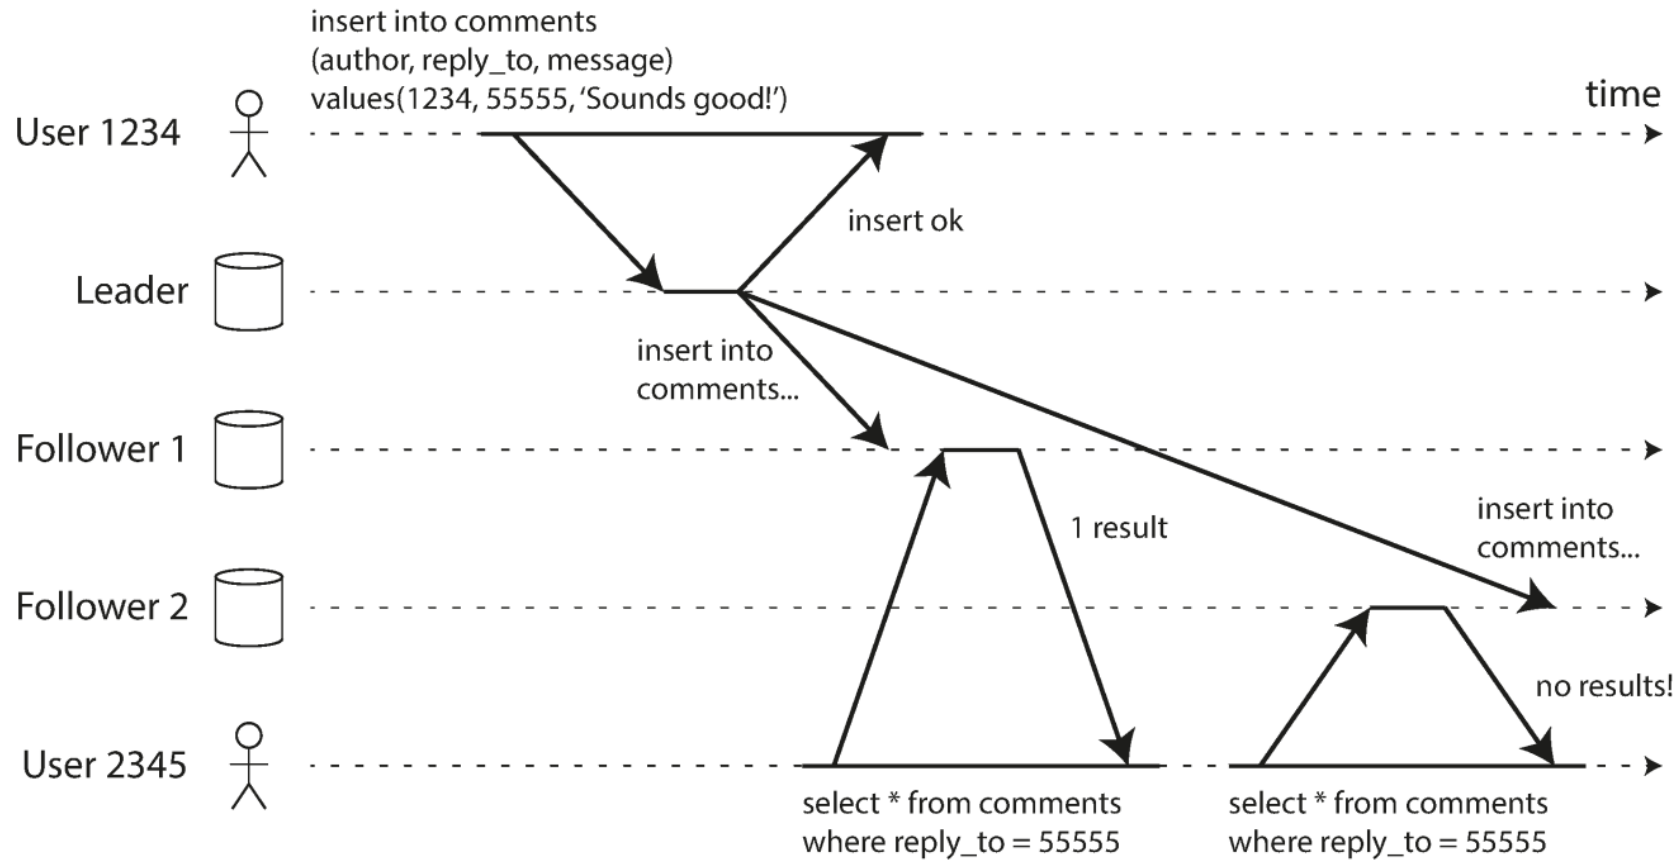 insert into comments
(author, reply_to, message)
values(1234, 55555, ‘Sounds good!’)
time
User 1234
insert ok
Leader
insert into
comments...
Follower 1
1 result
insert into
comments...
Follower 2
no results!
User 2345
select * from comments
where reply_to = 55555
select * from comments
where reply_to = 55555